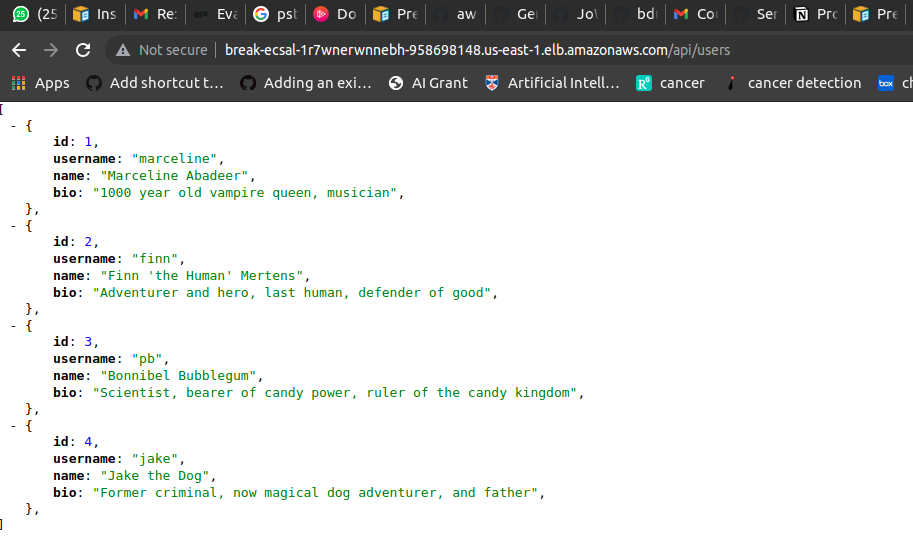 (25 Ins Re: Eva pst Do Pre aw Ger Jo\ bd Co Ser Pro Pre
Not secure | break-ecsal-1r7wnerwnnebh-958698148.us-east-1.elb.amazonaws.com/api/users
Apps Add shortcut t... Adding an exi... AI Grant Artificial Intell... R⁶ cancer cancer detection box ch
[
- {
id: 1,
username: "marceline",
name: "Marceline Abadeer",
bio: "1000 year old vampire queen, musician",
},
- {
id: 2,
username: "finn",
name: "Finn 'the Human' Mertens",
bio: "Adventurer and hero, last human, defender of good",
},
- {
id: 3,
username: "pb",
name: "Bonnibel Bubblegum",
bio: "Scientist, bearer of candy power, ruler of the candy kingdom",
},
- {
id: 4,
username: "jake",
name: "Jake the Dog",
bio: "Former criminal, now magical dog adventurer, and father",
},
]